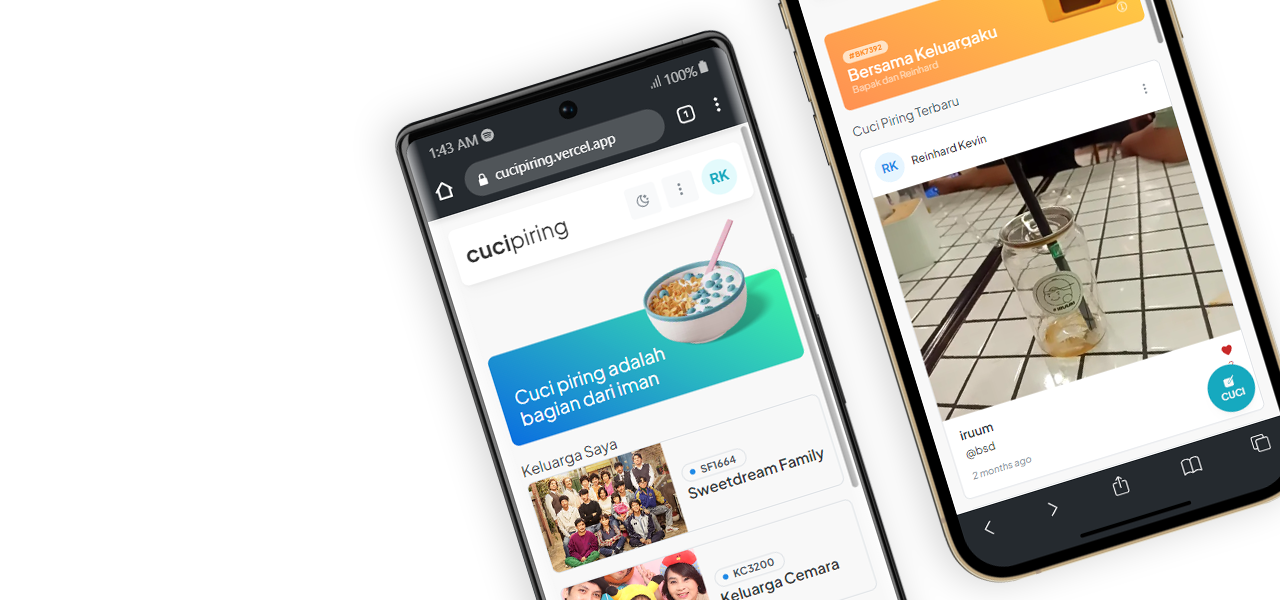 1:43 AM
100%
cucipiring.vercel.app
1
cucipiring
RK
Cuci piring adalah
bagian dari iman
Keluarga Saya
SF1664
Sweetdream Family
KC3200
Keluarga Cemara
#BK7392
Bersama Keluargaku
Bapak dan Reinhard
Cuci Piring Terbaru
RK
Reinhard Kevin
iruum
@bsd
2 months ago
CUCI